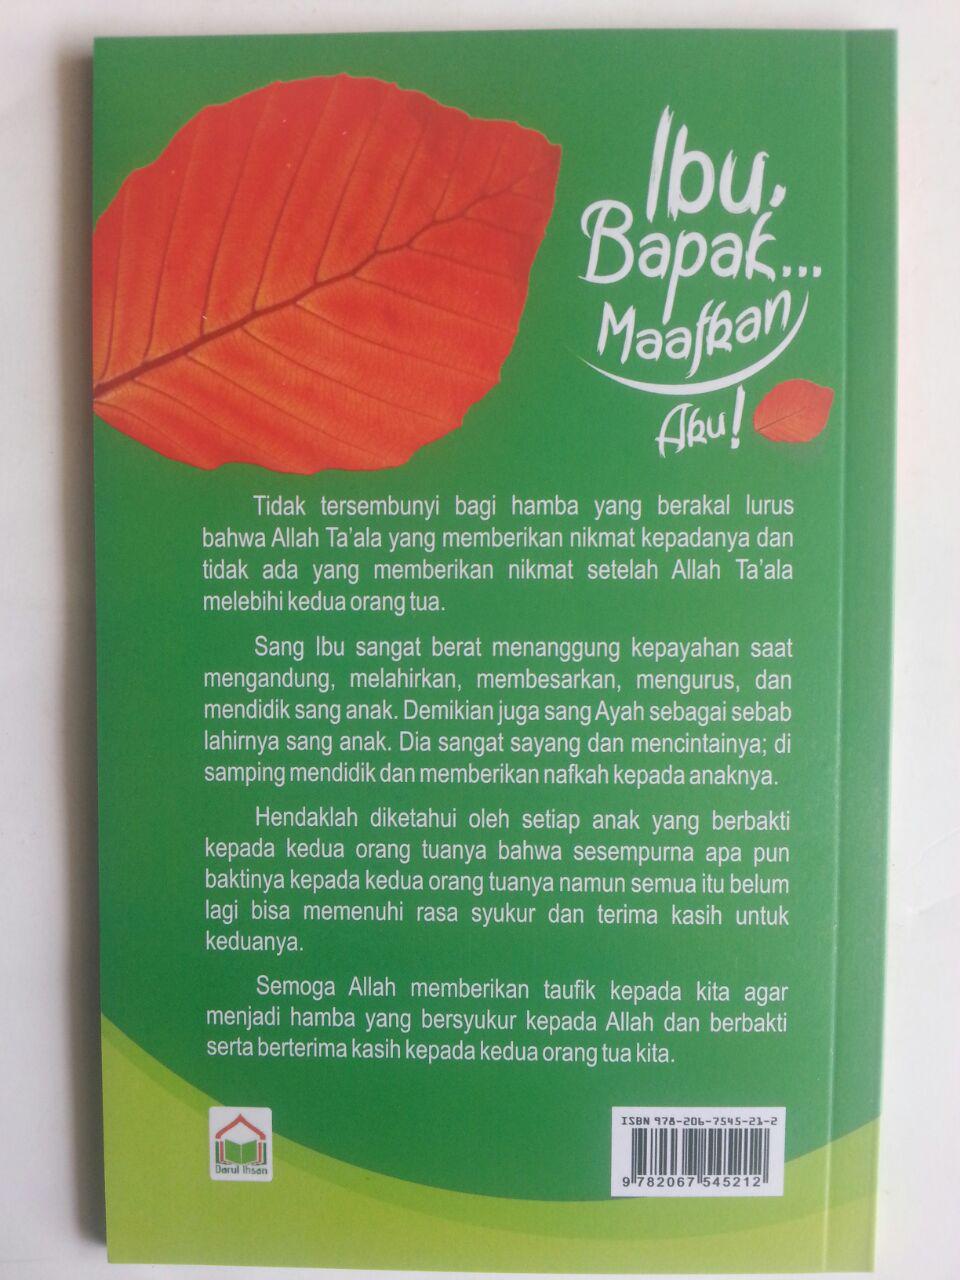 Ibu,
Bapak...
Maafkan
Aku!
Tidak tersembunyi bagi hamba yang berakal lurus
bahwa Allah Ta'ala yang memberikan nikmat kepadanya dan
tidak ada yang memberikan nikmat setelah Allah Ta'ala
melebihi kedua orang tua.
Sang Ibu sangat berat menanggung kepayahan saat
mengandung, melahirkan, membesarkan, mengurus, dan
mendidik sang anak. Demikian juga sang Ayah sebagai sebab
lahirnya sang anak. Dia sangat sayang dan mencintainya; di
samping mendidik dan memberikan nafkah kepada anaknya.
Hendaklah diketahui oleh setiap anak yang berbakti
kepada kedua orang tuanya bahwa sesempurna apa pun
baktinya kepada kedua orang tuanya namun semua itu belum
lagi bisa memenuhi rasa syukur dan terima kasih untuk
keduanya.
Semoga Allah memberikan taufik kepada kita agar
menjadi hamba yang bersyukur kepada Allah dan berbakti
serta berterima kasih kepada kedua orang tua kita.
Darul Ihsan
ISBN 978-206-7545-21-2
9 782067 545212